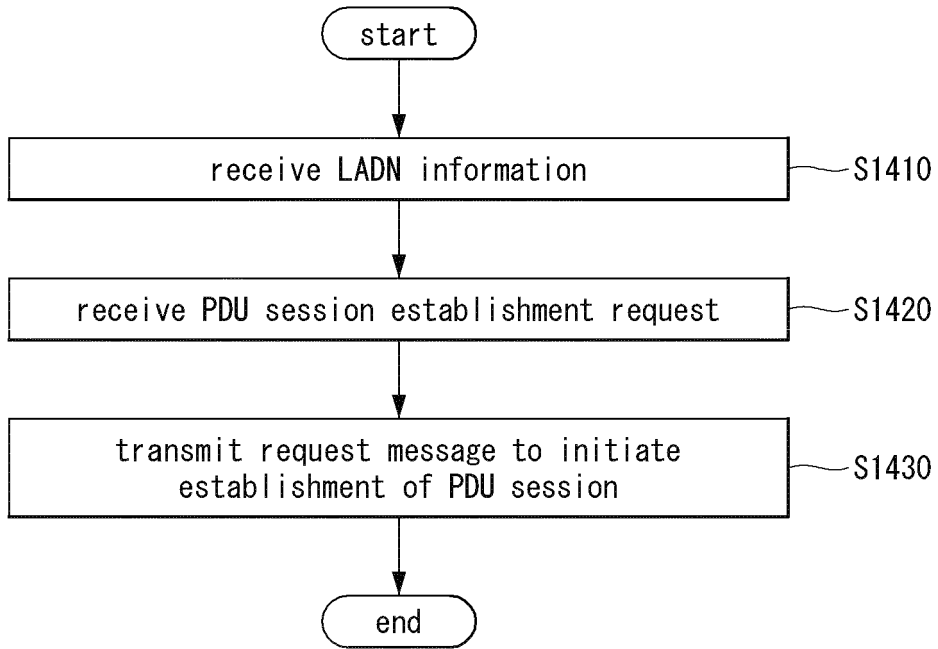 start
receive LADN information
S1410
receive PDU session establishment request
S1420
transmit request message to initiate
establishment of PDU session
S1430
end